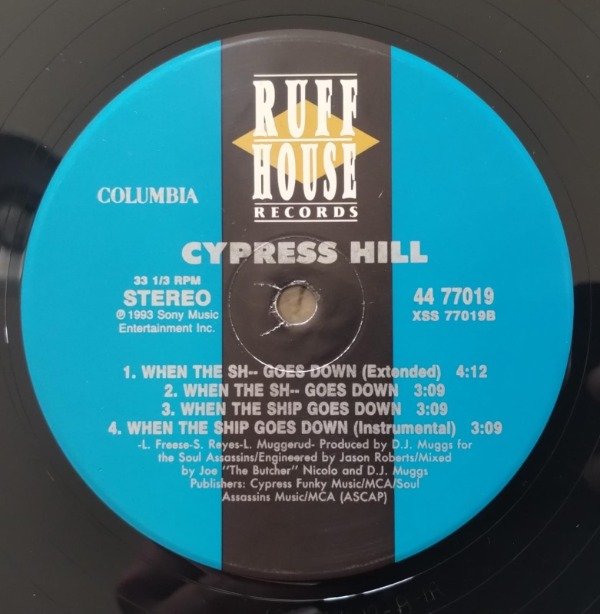 RUFF
HOUSE
RECORDS
COLUMBIA
CYPRESS HILL
33 1/3 RPM
STEREO
℗ 1993 Sony Music
Entertainment Inc.
44 77019
XSS 77019B
1. WHEN THE SH-- GOES DOWN (Extended) 4:12
2. WHEN THE SH-- GOES DOWN 3:09
3. WHEN THE SHIP GOES DOWN 3:09
4. WHEN THE SHIP GOES DOWN (Instrumental) 3:09
-L. Freese-S. Reyes-L. Muggerud- Produced by D.J. Muggs for
the Soul Assassins/Engineered by Jason Roberts/Mixed
by Joe "The Butcher" Nicolo and D.J. Muggs
Publishers: Cypress Funky Music/MCA/Soul
Assassins Music/MCA (ASCAP)